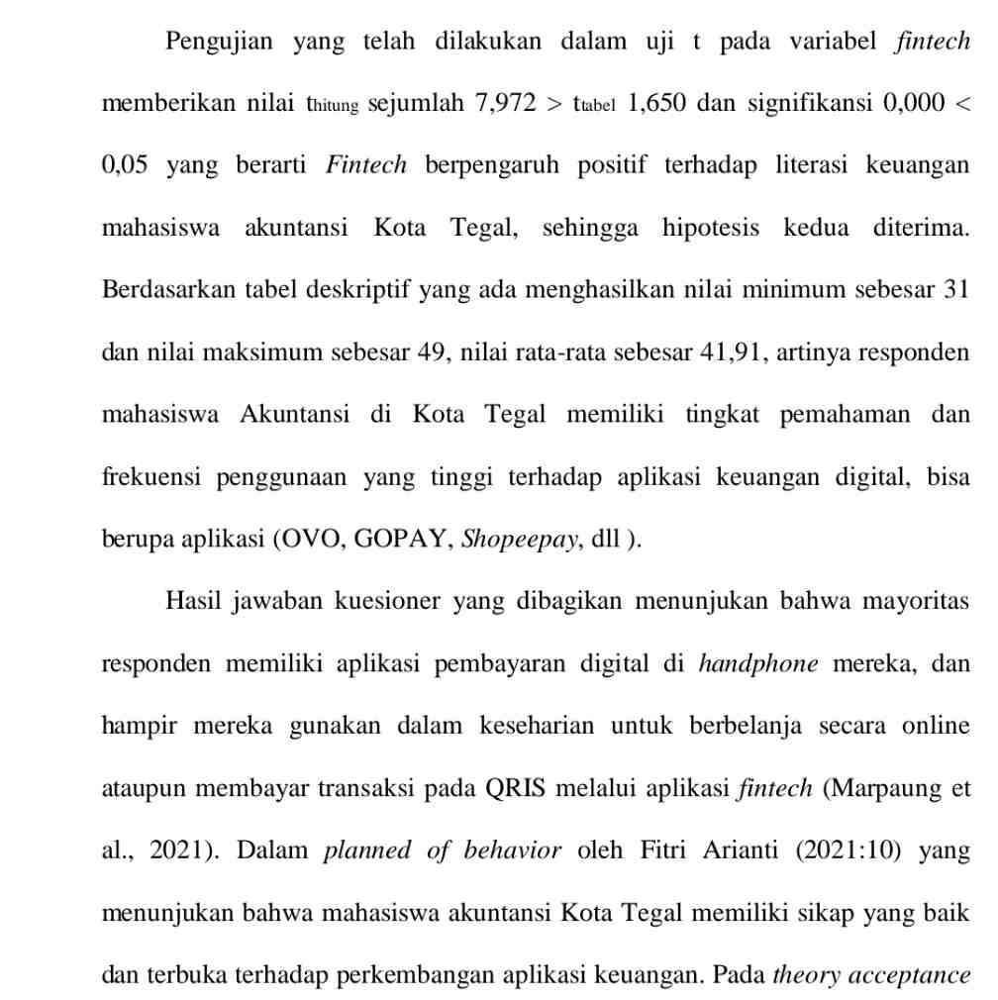 Pengujian yang telah dilakukan dalam uji t pada variabel fintech
memberikan nilai thitung sejumlah 7,972 > ttabel 1,650 dan signifikansi 0,000 <
0,05 yang berarti Fintech berpengaruh positif terhadap literasi keuangan
mahasiswa akuntansi Kota Tegal, sehingga hipotesis kedua diterima.
Berdasarkan tabel deskriptif yang ada menghasilkan nilai minimum sebesar 31
dan nilai maksimum sebesar 49, nilai rata-rata sebesar 41,91, artinya responden
mahasiswa Akuntansi di Kota Tegal memiliki tingkat pemahaman dan
frekuensi penggunaan yang tinggi terhadap aplikasi keuangan digital, bisa
berupa aplikasi (OVO, GOPAY, Shopeepay, dll ).
Hasil jawaban kuesioner yang dibagikan menunjukan bahwa mayoritas
responden memiliki aplikasi pembayaran digital di handphone mereka, dan
hampir mereka gunakan dalam keseharian untuk berbelanja secara online
ataupun membayar transaksi pada QRIS melalui aplikasi fintech (Marpaung et
al., 2021). Dalam planned of behavior oleh Fitri Arianti (2021:10) yang
menunjukan bahwa mahasiswa akuntansi Kota Tegal memiliki sikap yang baik
dan terbuka terhadap perkembangan aplikasi keuangan. Pada theory acceptance